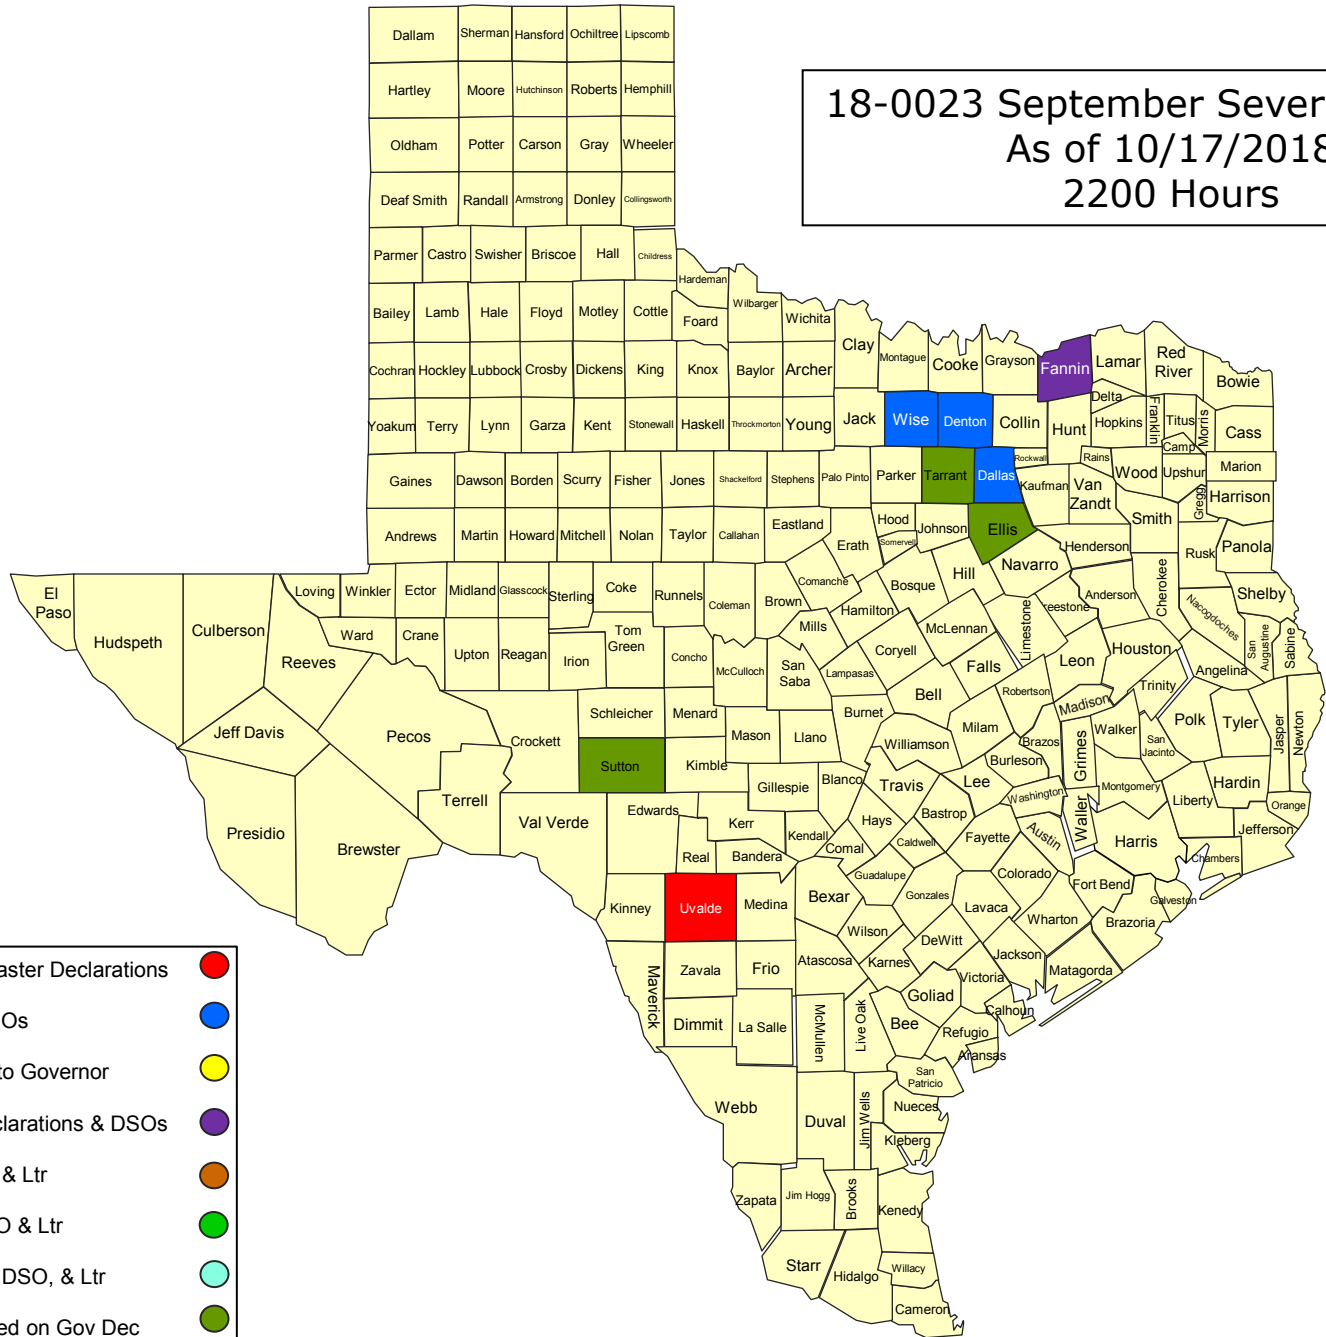 Dallam Sherman Hansford Ochiltree Lipscomb
Hartley Moore Hutchinson Roberts Hemphill
18-0023 September Sever
As of 10/17/2018
2200 Hours
Oldham Potter Carson Gray Wheeler
Deaf Smith Randall Armstrong Donley Collingsworth
Parmer Castro Swisher Briscoe Hall Childress
Hardeman
Bailey Lamb Hale Floyd Motley Cottle Foard Wilbarger Wichita
Clay Montague Cooke Grayson Fannin Lamar Red
River Bowie
Cochran Hockley Lubbock Crosby Dickens King Knox Baylor Archer
Delta
Yoakum Terry Lynn Garza Kent Stonewall Haskell Throckmorton Young Jack Wise Denton Collin Hunt Hopkins Franklin Titus Morris Cass
Camp
Gaines Dawson Borden Scurry Fisher Jones Shackelford Stephens Palo Pinto Parker Tarrant Dallas Rockwall Kaufman Rains Van
Zandt Wood Upshur Gregg Marion
Harrison
Andrews Martin Howard Mitchell Nolan Taylor Callahan Eastland Erath Hood Somervell Johnson Ellis Henderson Smith Rusk Panola
El
Paso Hudspeth Culberson Loving Winkler Ector Midland Glasscock Sterling Coke Runnels Coleman Brown Comanche Hamilton Bosque Hill Navarro Freestone Anderson Cherokee Nacogdoches Shelby
Reeves Ward Crane Upton Reagan Irion Tom
Green Concho McCulloch San
Saba Mills Lampasas Coryell McLennan Limestone Falls Leon Houston Angelina San
Augustine Sabine
Jeff Davis Pecos Crockett Schleicher Menard Mason Llano Burnet Bell Milam Robertson Madison Trinity Polk Tyler Jasper Newton
Sutton Kimble Gillespie Blanco Williamson Travis Lee Burleson Brazos Grimes Walker San
Jacinto Hardin
Presidio Brewster Terrell Val Verde Edwards Kerr Kendall Hays Comal Caldwell Bastrop Fayette Washington Austin Waller Montgomery Harris Liberty Orange Jefferson Chambers
Real Bandera Guadalupe Gonzales Colorado Fort Bend Galveston
Kinney Uvalde Medina Bexar Wilson Lavaca Wharton Brazoria
Maverick Zavala Frio Atascosa Karnes DeWitt Jackson Matagorda
Dimmit La Salle McMullen Live Oak Bee Goliad Victoria Calhoun
Refugio
Aransas
San
Patricio
Webb Duval Jim Wells Nueces
Kleberg
Zapata Jim Hogg Brooks Kenedy
Starr Hidalgo Willacy
Cameron
aster Declarations
Os
to Governor
clarations & DSOs
& Ltr
O & Ltr
DSO, & Ltr
ed on Gov Dec